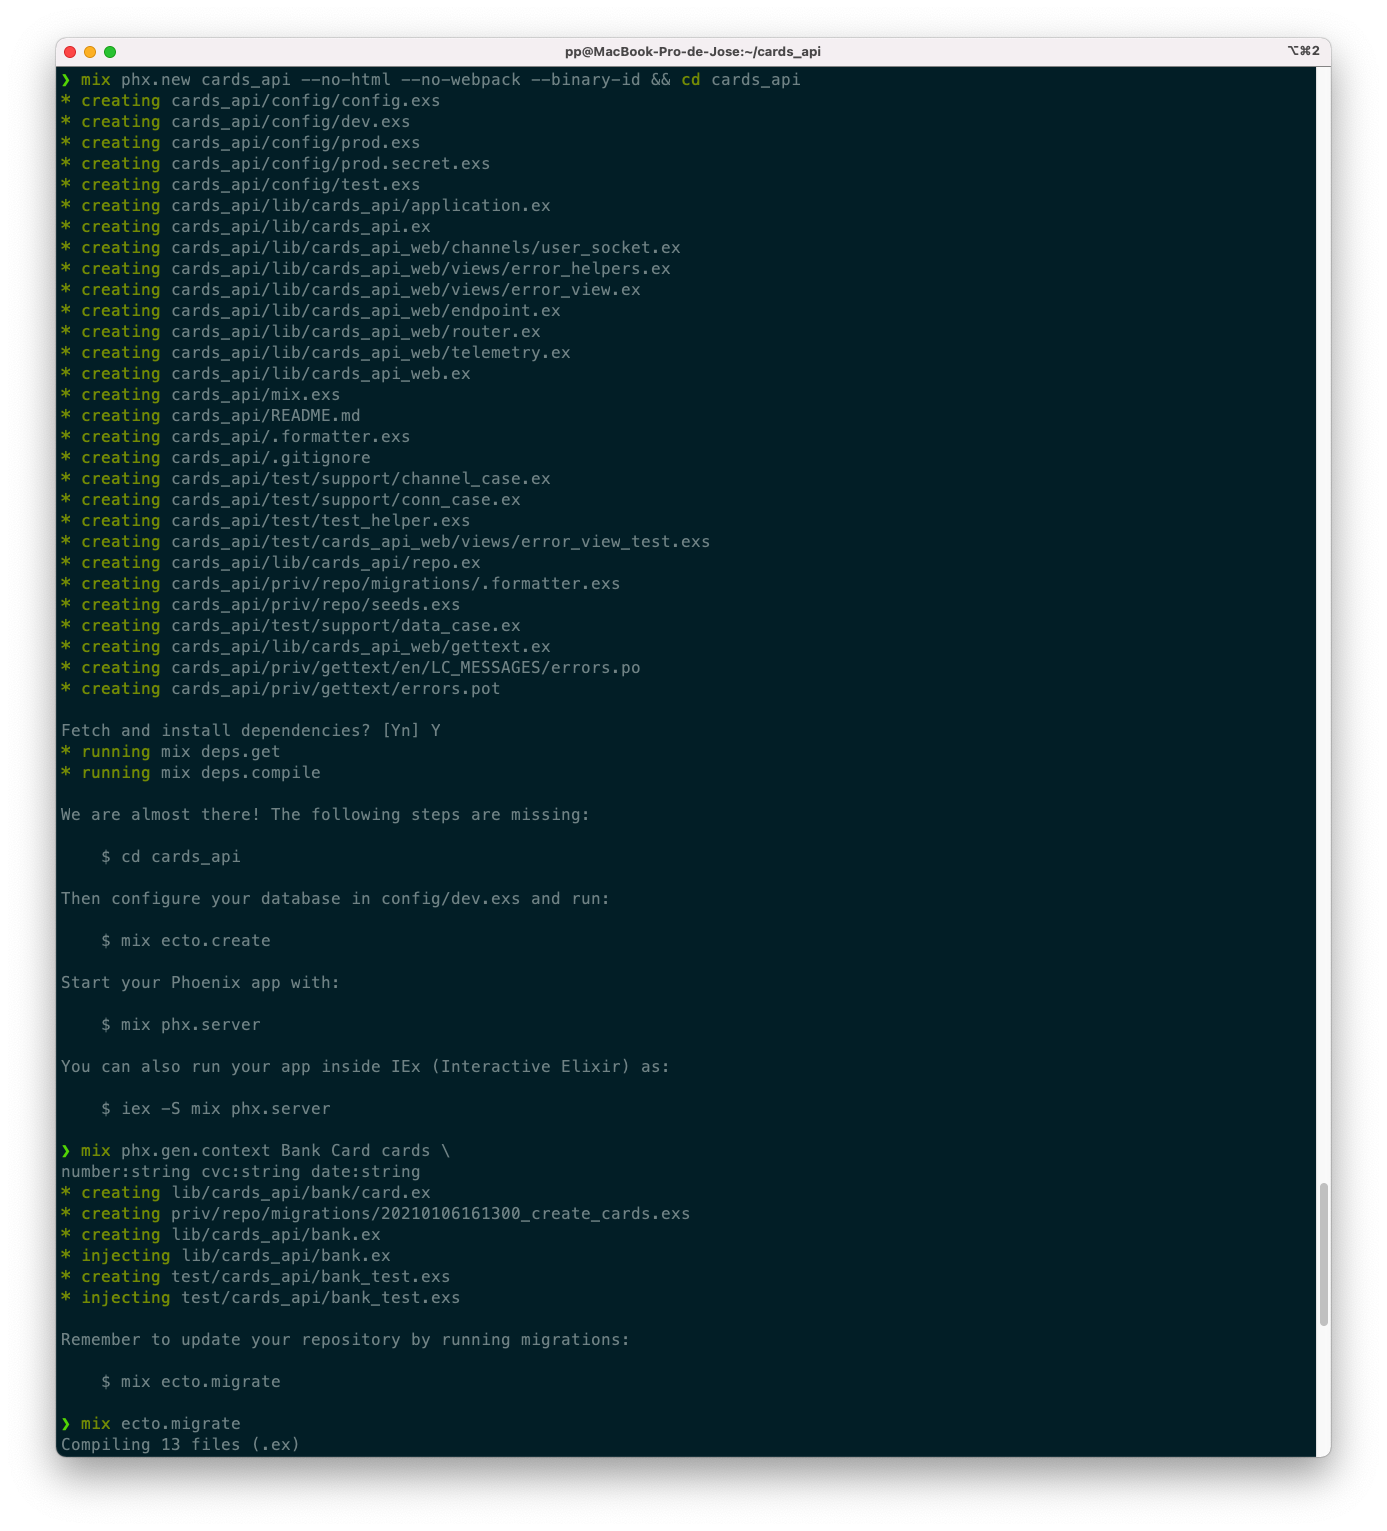 pp@MacBook-Pro-de-Jose:~/cards_api ⌥⌘2
❯ mix phx.new cards_api --no-html --no-webpack --binary-id && cd cards_api
* creating cards_api/config/config.exs
* creating cards_api/config/dev.exs
* creating cards_api/config/prod.exs
* creating cards_api/config/prod.secret.exs
* creating cards_api/config/test.exs
* creating cards_api/lib/cards_api/application.ex
* creating cards_api/lib/cards_api.ex
* creating cards_api/lib/cards_api_web/channels/user_socket.ex
* creating cards_api/lib/cards_api_web/views/error_helpers.ex
* creating cards_api/lib/cards_api_web/views/error_view.ex
* creating cards_api/lib/cards_api_web/endpoint.ex
* creating cards_api/lib/cards_api_web/router.ex
* creating cards_api/lib/cards_api_web/telemetry.ex
* creating cards_api/lib/cards_api_web.ex
* creating cards_api/mix.exs
* creating cards_api/README.md
* creating cards_api/.formatter.exs
* creating cards_api/.gitignore
* creating cards_api/test/support/channel_case.ex
* creating cards_api/test/support/conn_case.ex
* creating cards_api/test/test_helper.exs
* creating cards_api/test/cards_api_web/views/error_view_test.exs
* creating cards_api/lib/cards_api/repo.ex
* creating cards_api/priv/repo/migrations/.formatter.exs
* creating cards_api/priv/repo/seeds.exs
* creating cards_api/test/support/data_case.ex
* creating cards_api/lib/cards_api_web/gettext.ex
* creating cards_api/priv/gettext/en/LC_MESSAGES/errors.po
* creating cards_api/priv/gettext/errors.pot
Fetch and install dependencies? [Yn] Y
* running mix deps.get
* running mix deps.compile
We are almost there! The following steps are missing:
$ cd cards_api
Then configure your database in config/dev.exs and run:
$ mix ecto.create
Start your Phoenix app with:
$ mix phx.server
You can also run your app inside IEx (Interactive Elixir) as:
$ iex -S mix phx.server
❯ mix phx.gen.context Bank Card cards \
number:string cvc:string date:string
* creating lib/cards_api/bank/card.ex
* creating priv/repo/migrations/20210106161300_create_cards.exs
* creating lib/cards_api/bank.ex
* injecting lib/cards_api/bank.ex
* creating test/cards_api/bank_test.exs
* injecting test/cards_api/bank_test.exs
Remember to update your repository by running migrations:
$ mix ecto.migrate
❯ mix ecto.migrate
Compiling 13 files (.ex)